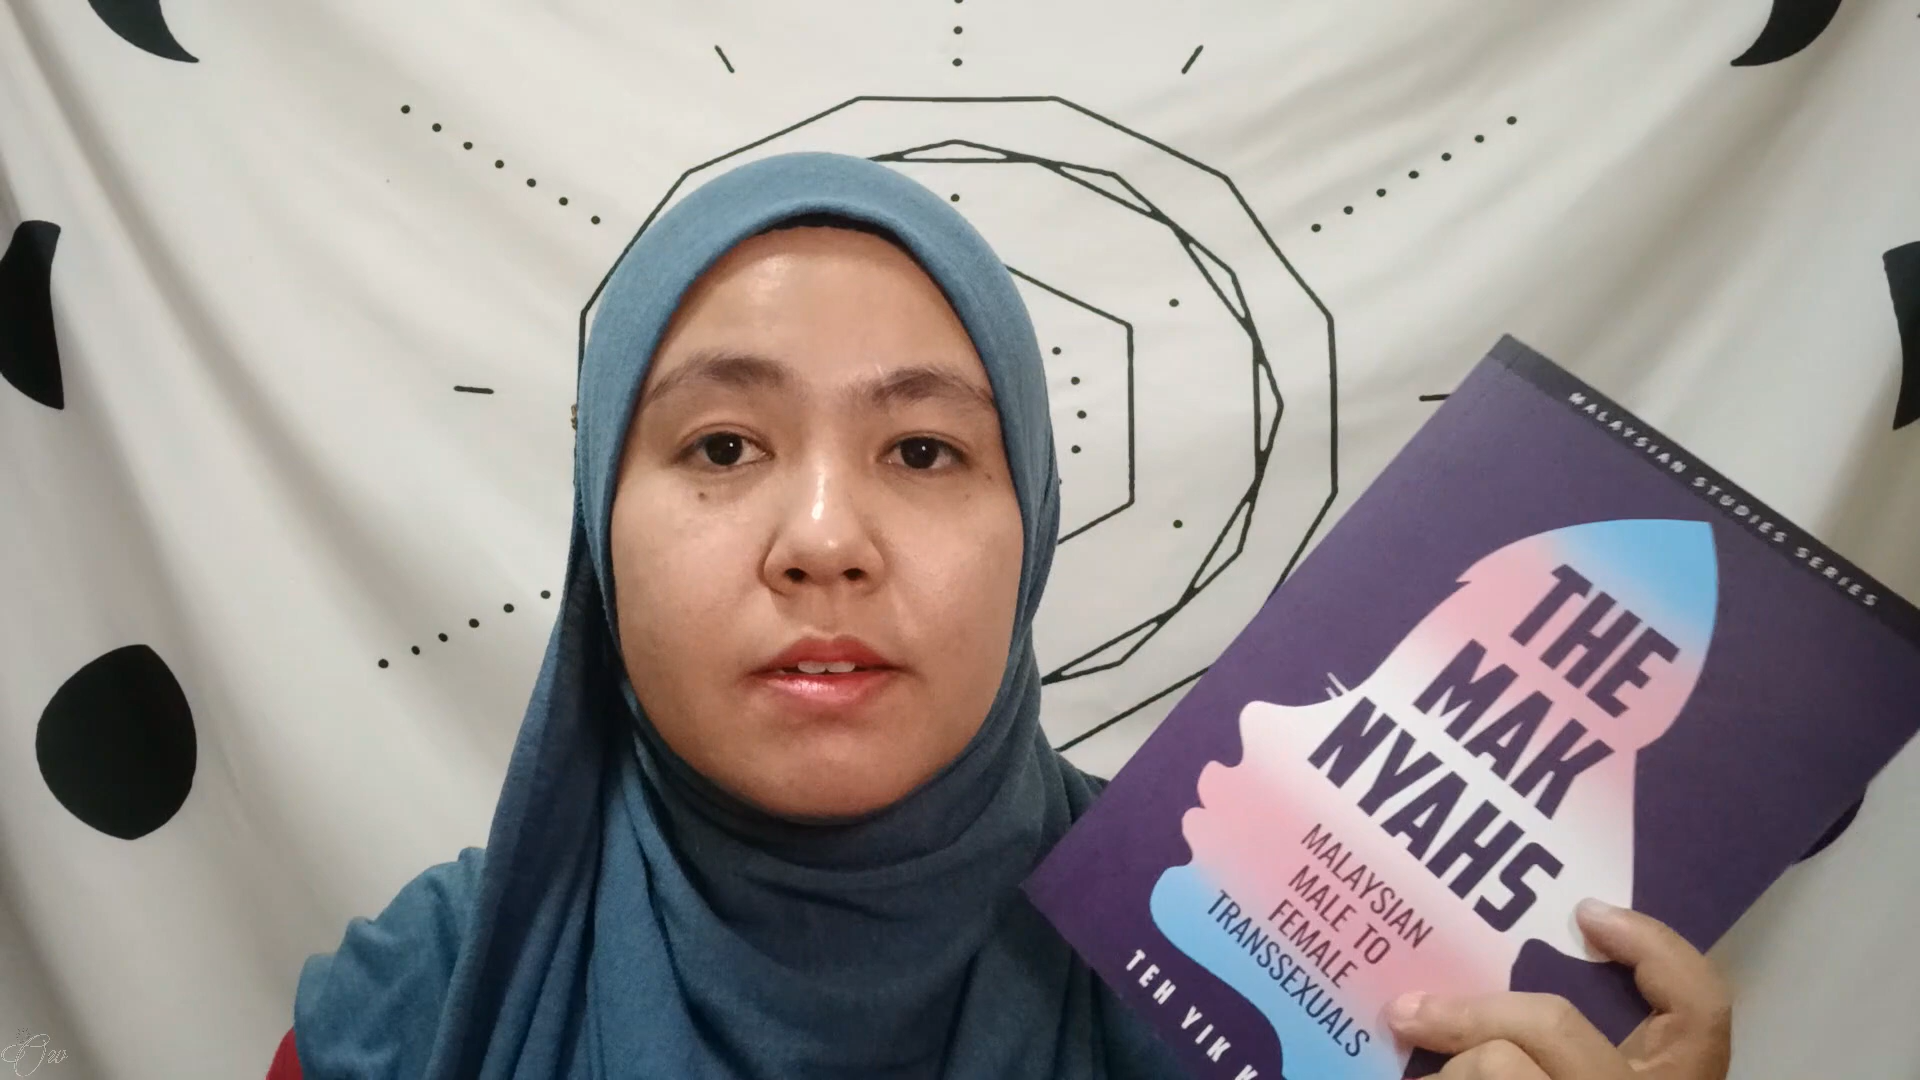 MALAYSIAN STUDIES SERIES
THE
MAK
NYAHS
MALAYSIAN
MALE TO
FEMALE
TRANSSEXUALS
TEH YIK K